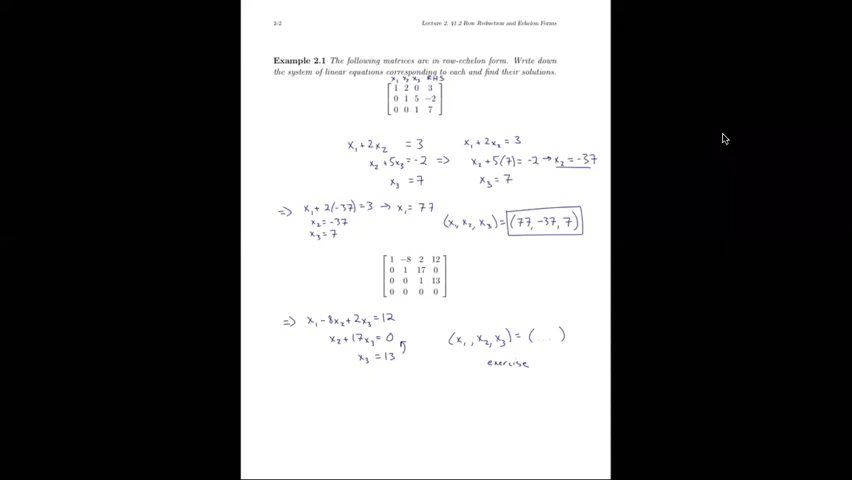 2-2 Lecture 2. §1.2 Row Reduction and Echelon Forms
Example 2.1 The following matrices are in row-echelon form. Write down
the system of linear equations corresponding to each and find their solutions.
x₁ x₂ x₃ RHS
1 2 0 3
0 1 5 −2
0 0 1 7
x₁+2x₂ = 3 x₁+2x₂ = 3
x₂+5x₃ = -2 => x₂+5(7) = -2 → x₂ = -37
x₃ = 7 x₃ = 7
=> x₁+2(-37) = 3 → x₁ = 77
x₂ = -37 (x₁, x₂, x₃) = (77, -37, 7)
x₃ = 7
1 −8 2 12
0 1 17 0
0 0 1 13
0 0 0 0
=> x₁-8x₂+2x₃ = 12
x₂+17x₃ = 0 (x₁, x₂, x₃) = (...)
x₃ = 13 exercise